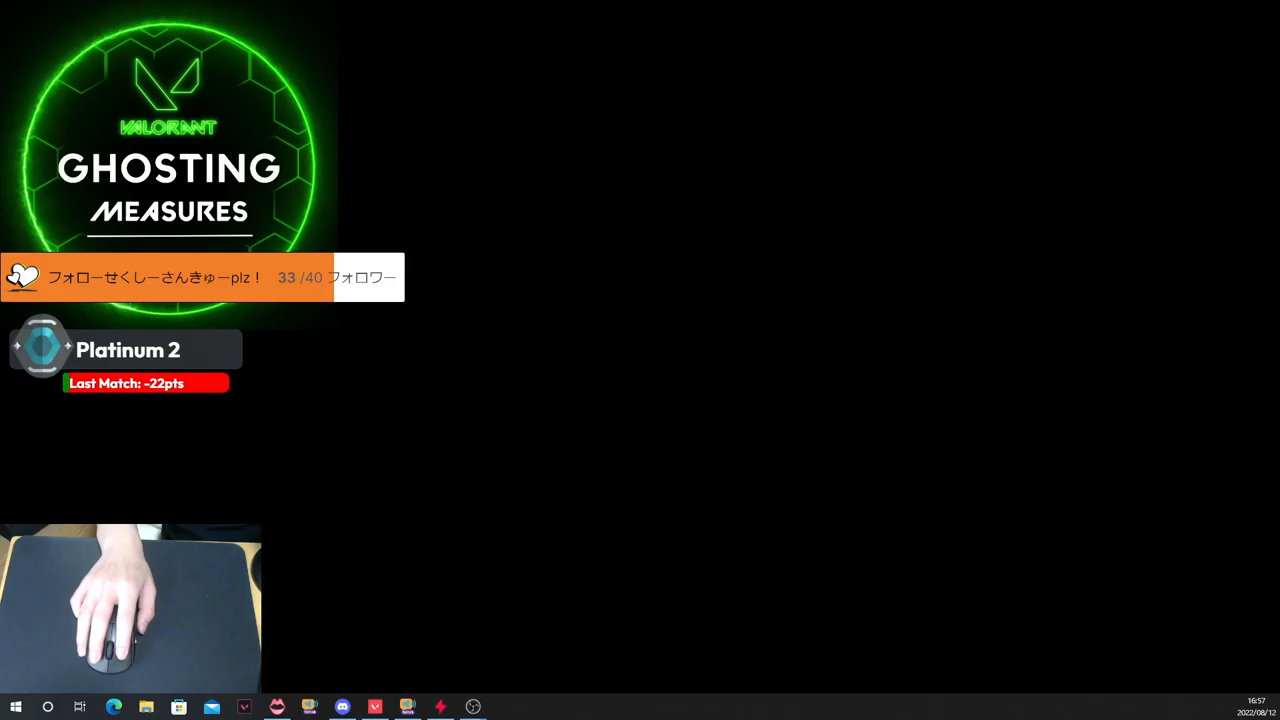 VALORANT
GHOSTING
MEASURES
フォローせくしーさんきゅーplz！ 33 /40 フォロワー
Platinum 2
Last Match: -22pts
16:57
2022/08/12